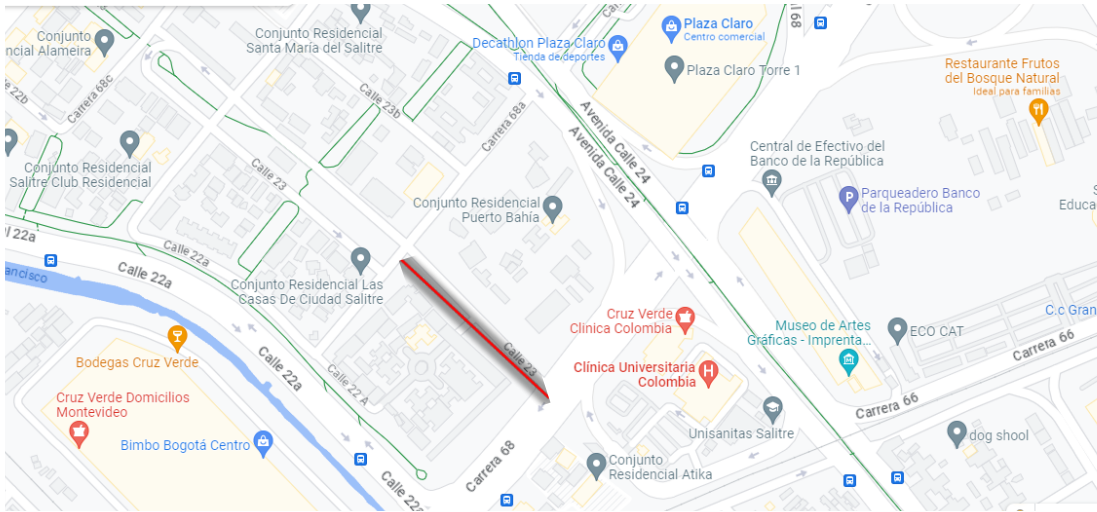 Conjunto
ncial Alameira
Conjunto Residencial
Santa María del Salitre
Decathlon Plaza Claro
Tienda de deportes
Plaza Claro
Centro comercial
Plaza Claro Torre 1
Restaurante Frutos
del Bosque Natural
Ideal para familias
Carrera 68c
Calle 23b
Carrera 68a
Avenida Calle 24
Avenida Calle 24
Central de Efectivo del
Banco de la República
Parqueadero Banco
de la República
Conjunto Residencial
Salitre Club Residencial
Calle 23
Conjunto Residencial
Puerto Bahía
Calle 22a
Calle 22a
Conjunto Residencial Las
Casas De Ciudad Salitre
Calle 23
Cruz Verde
Clínica Colombia
Clínica Universitaria
Colombia
Museo de Artes
Gráficas - Imprenta...
ECO CAT
C.c Gran
Carrera 66
Carrera 66
Bodegas Cruz Verde
Calle 22a
Calle 22 A
Cruz Verde Domicilios
Montevideo
Bimbo Bogotá Centro
Carrera 68
Calle 22a
Unisanitas Salitre
Conjunto
Residencial Atika
dog shool